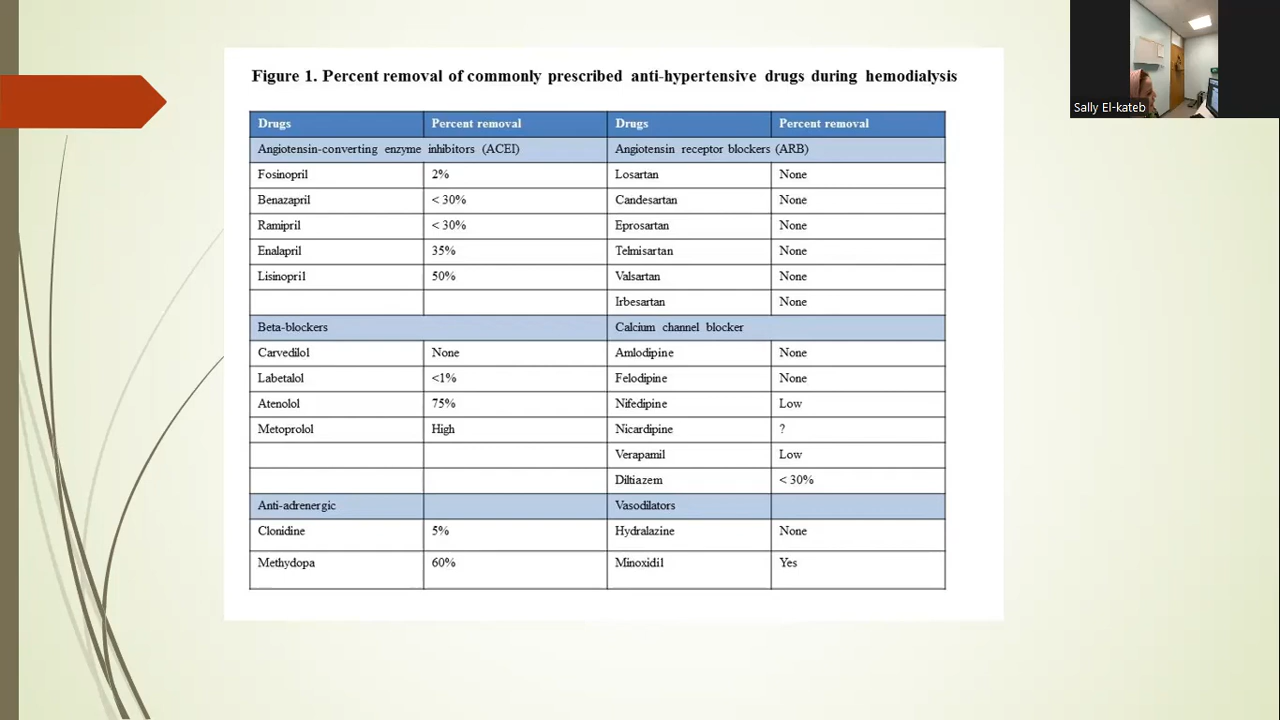 Figure 1. Percent removal of commonly prescribed anti-hypertensive drugs during hemodialysis
Drugs Percent removal Drugs Percent removal
Angiotensin-converting enzyme inhibitors (ACEI) Angiotensin receptor blockers (ARB)
Fosinopril 2% Losartan None
Benazapril < 30% Candesartan None
Ramipril < 30% Eprosartan None
Enalapril 35% Telmisartan None
Lisinopril 50% Valsartan None
Irbesartan None
Beta-blockers Calcium channel blocker
Carvedilol None Amlodipine None
Labetalol <1% Felodipine None
Atenolol 75% Nifedipine Low
Metoprolol High Nicardipine ?
Verapamil Low
Diltiazem < 30%
Anti-adrenergic Vasodilators
Clonidine 5% Hydralazine None
Methydopa 60% Minoxidil Yes
Sally El-kateb